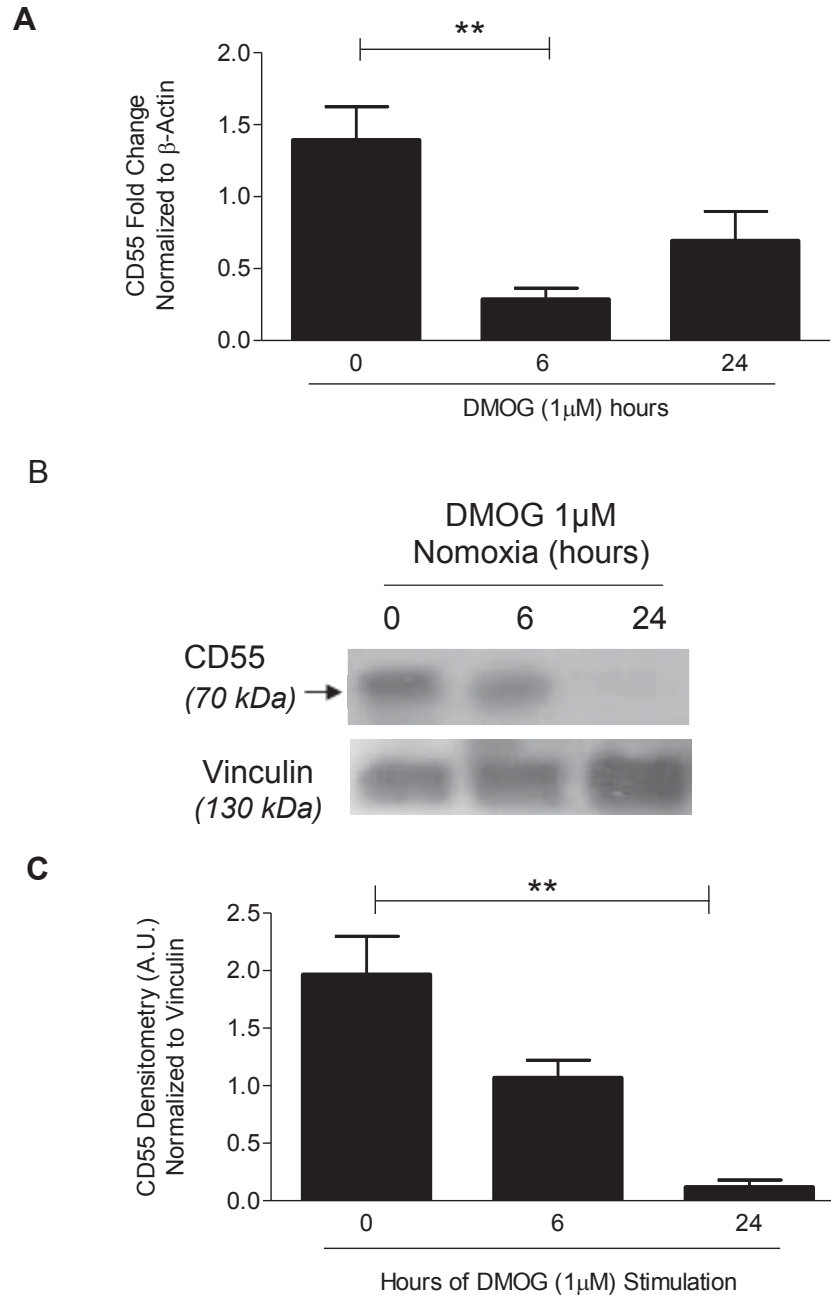 A
**
2.0
1.5
1.0
0.5
0.0
CD55 Fold Change
Normalized to β-Actin
0 6 24
DMOG (1μM) hours
B
DMOG 1μM
Nomoxia (hours)
0 6 24
CD55
(70 kDa)
Vinculin
(130 kDa)
C
**
2.5
2.0
1.5
1.0
0.5
0.0
CD55 Densitometry (A.U.)
Normalized to Vinculin
0 6 24
Hours of DMOG (1μM) Stimulation